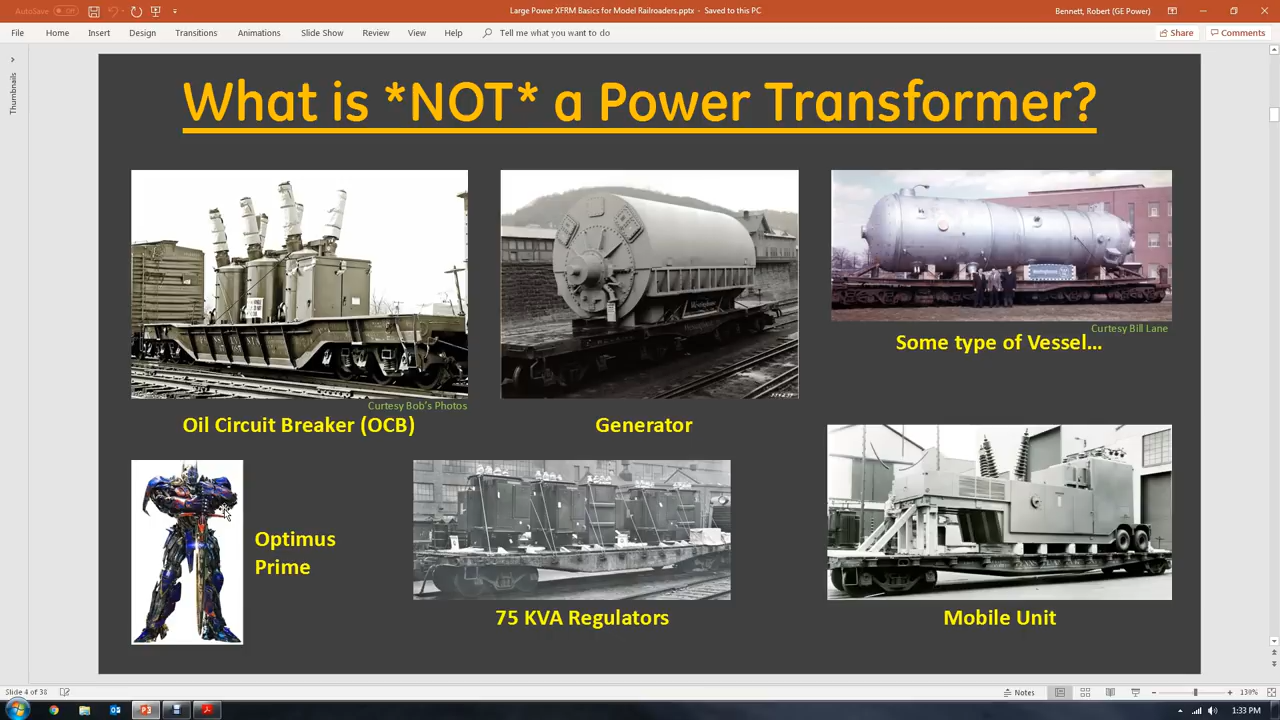 AutoSave
Off
Large Power XFRM Basics for Model Railroaders.pptx - Saved to this PC
Bennett, Robert (GE Power)
File
Home
Insert
Design
Transitions
Animations
Slide Show
Review
View
Help
Tell me what you want to do
Share
Comments
Thumbnails
What is *NOT* a Power Transformer?
Curtesy Bob's Photos
Oil Circuit Breaker (OCB)
Generator
Curtesy Bill Lane
Some type of Vessel...
Optimus
Prime
75 KVA Regulators
Mobile Unit
Slide 4 of 38
Notes
130%
1:33 PM